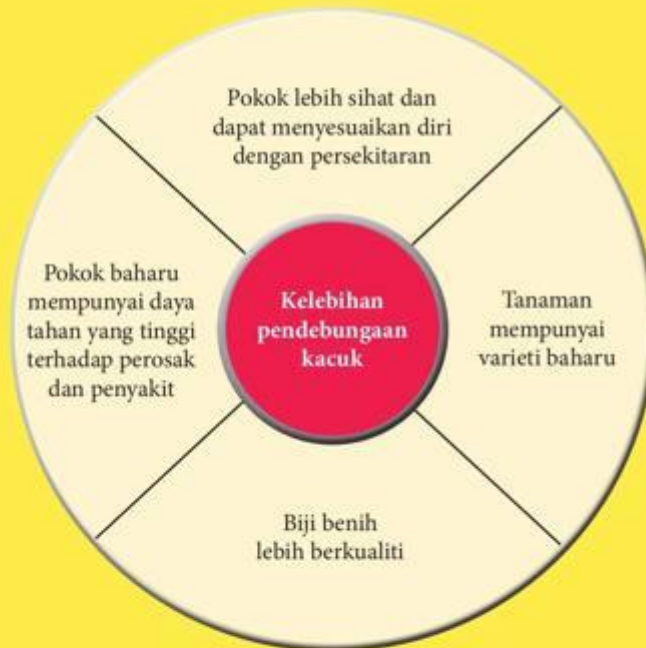 Pokok lebih sihat dan
dapat menyesuaikan diri
dengan persekitaran
Pokok baharu
mempunyai daya
tahan yang tinggi
terhadap perosak
dan penyakit
Kelebihan
pendebungaan
kacuk
Tanaman
mempunyai
varieti baharu
Biji benih
lebih berkualiti